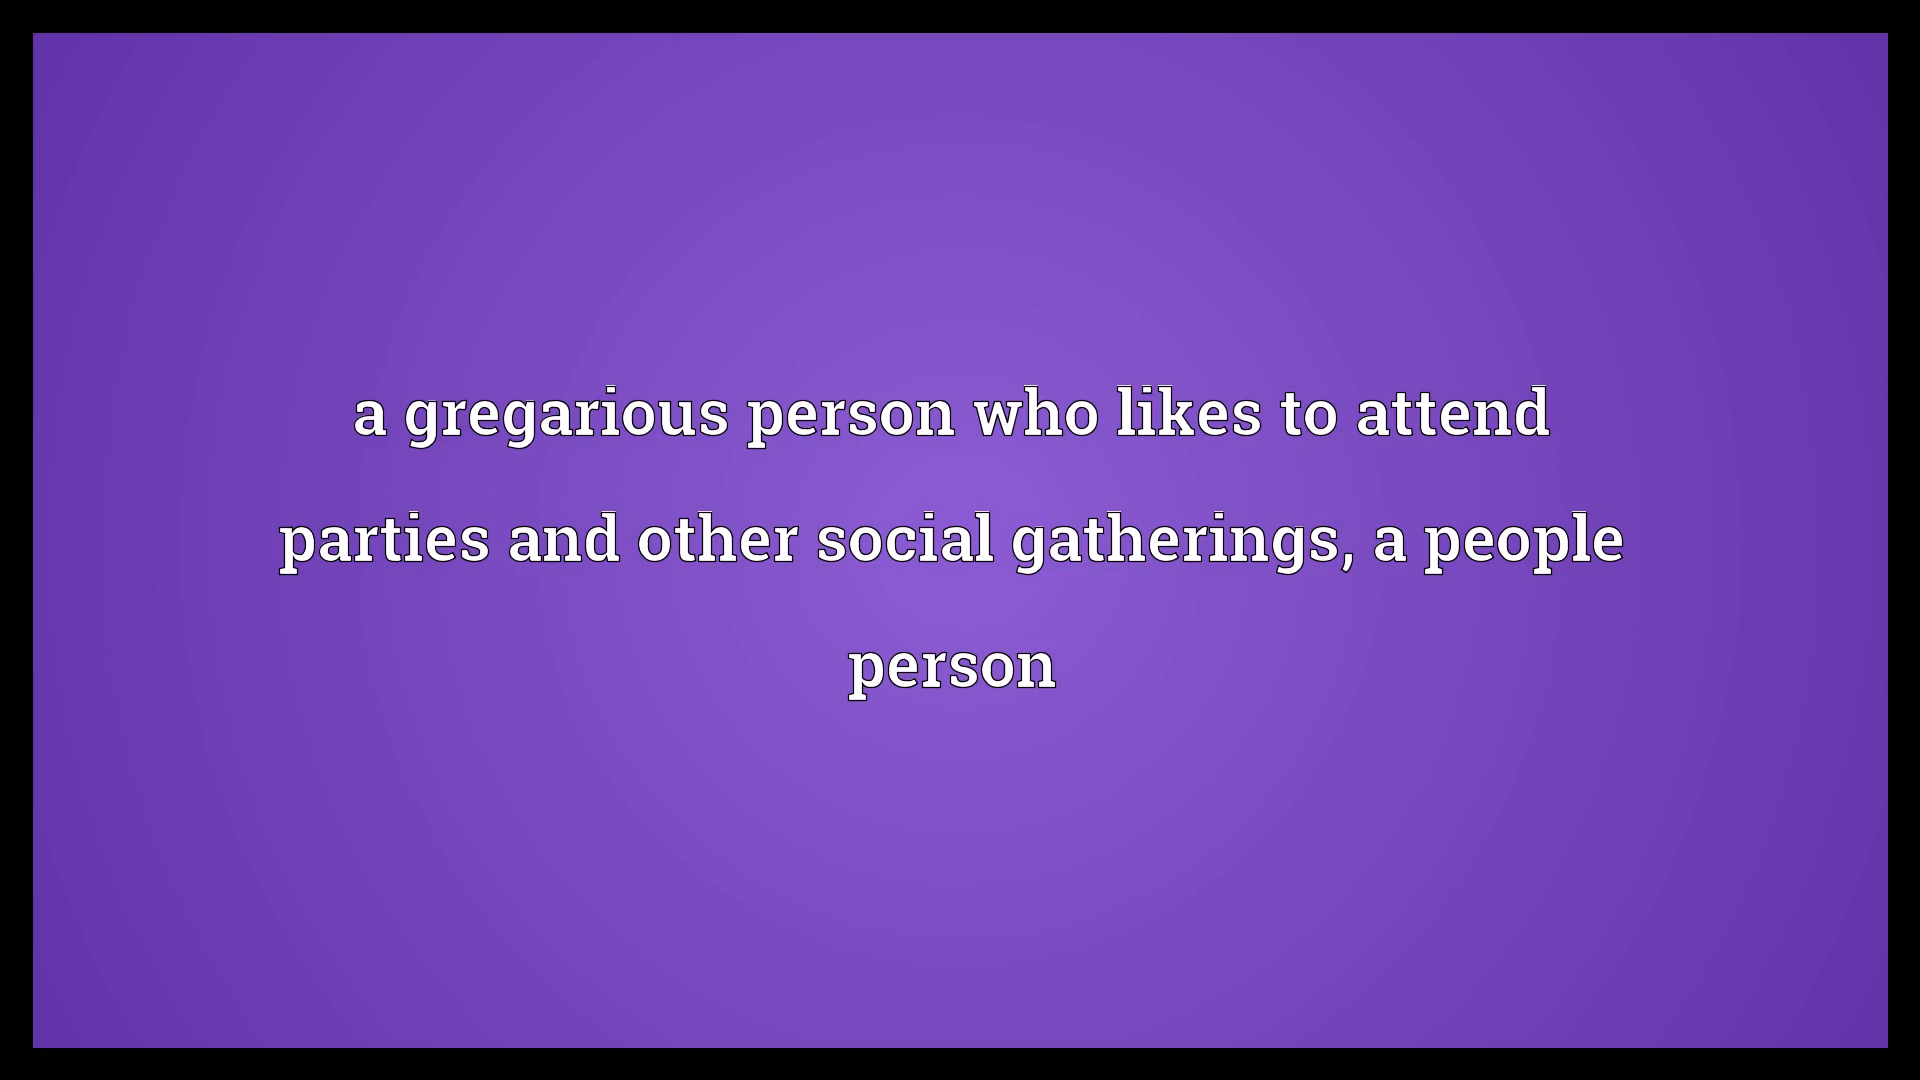 a gregarious person who likes to attend
parties and other social gatherings, a people
person